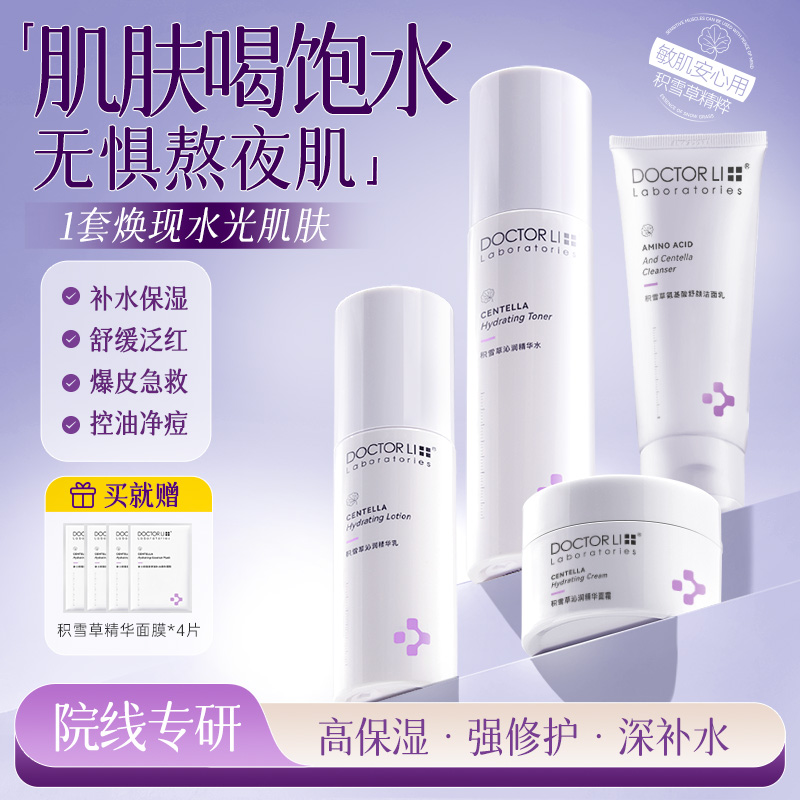 「肌肤喝饱水
无惧熬夜肌」
1套焕现水光肌肤
补水保湿
舒缓泛红
爆皮急救
控油净痘
买就赠
DOCTOR LI
Laboratories
CENTELLA
积雪草精华面膜*4片
敏肌安心用
积雪草精粹
DOCTOR LI®
Laboratories
AMINO ACID
And Centella
Cleanser
积雪草氨基酸舒颜洁面乳
DOCTOR LI
Laboratories
CENTELLA
Hydrating Toner
积雪草沁润精华水
DOCTOR LI®
Laboratories
CENTELLA
Hydrating Lotion
积雪草沁润精华乳
DOCTOR LI®
Laboratories
CENTELLA
Hydrating Cream
积雪草沁润精华面霜
院线专研
高保湿·强修护·深补水